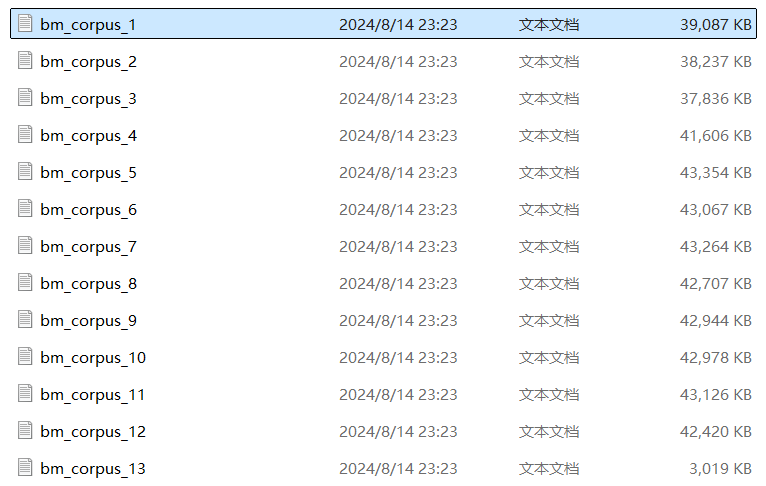 bm_corpus_1 2024/8/14 23:23 文本文档 39,087 KB
bm_corpus_2 2024/8/14 23:23 文本文档 38,237 KB
bm_corpus_3 2024/8/14 23:23 文本文档 37,836 KB
bm_corpus_4 2024/8/14 23:23 文本文档 41,606 KB
bm_corpus_5 2024/8/14 23:23 文本文档 43,354 KB
bm_corpus_6 2024/8/14 23:23 文本文档 43,067 KB
bm_corpus_7 2024/8/14 23:23 文本文档 43,264 KB
bm_corpus_8 2024/8/14 23:23 文本文档 42,707 KB
bm_corpus_9 2024/8/14 23:23 文本文档 42,944 KB
bm_corpus_10 2024/8/14 23:23 文本文档 42,978 KB
bm_corpus_11 2024/8/14 23:23 文本文档 43,126 KB
bm_corpus_12 2024/8/14 23:23 文本文档 42,420 KB
bm_corpus_13 2024/8/14 23:23 文本文档 3,019 KB